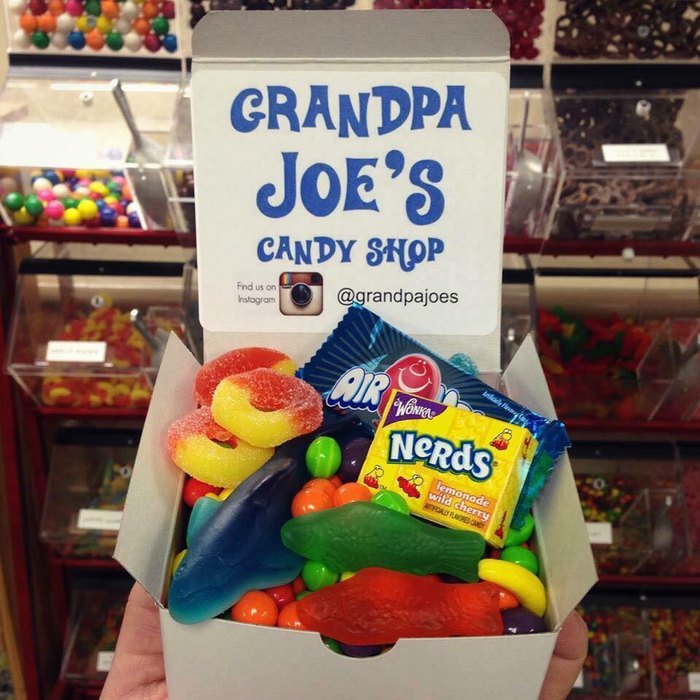 GRANDPA
JOE'S
CANDY SHOP
Find us on
Instagram
@grandpajoes
AIR
WONKA
NeRds
lemonade
wild cherry
ARTIFICIALLY FLAVORED CANDY